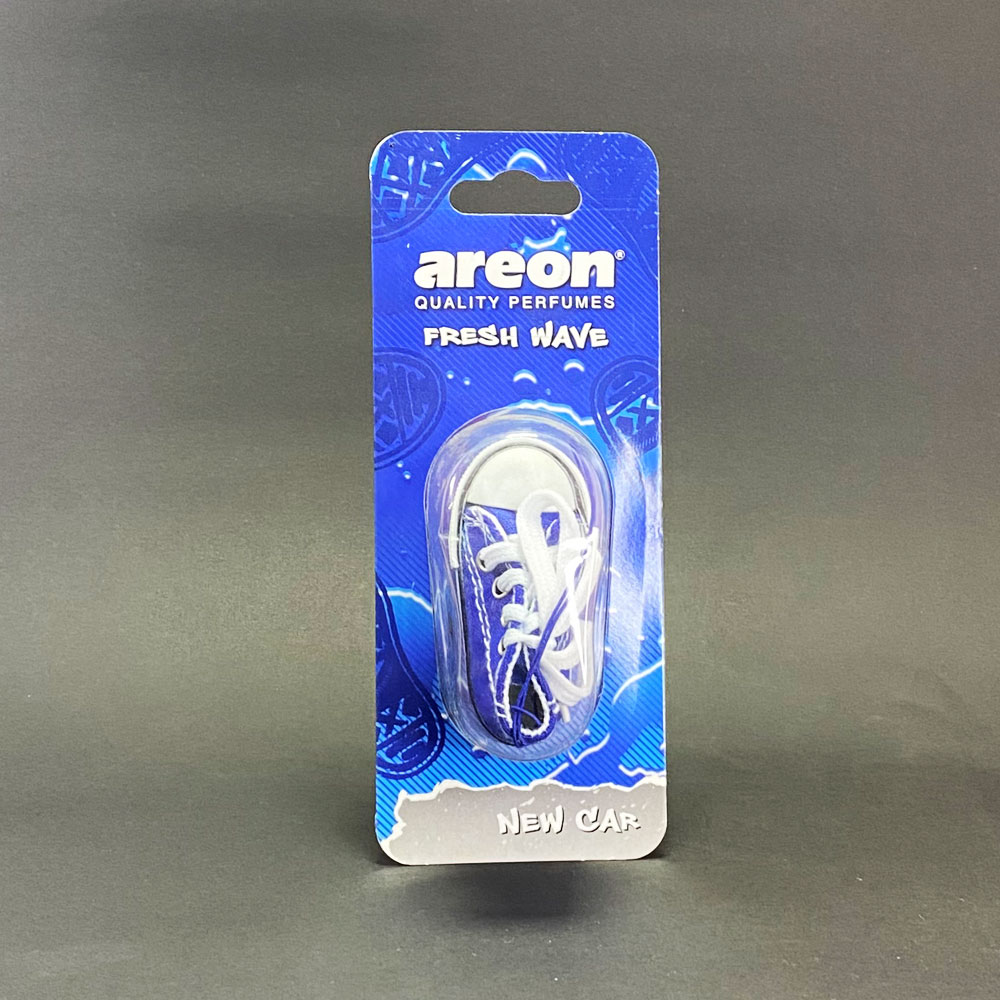 areon®
QUALITY PERFUMES
FRESH WAVE
NEW CAR